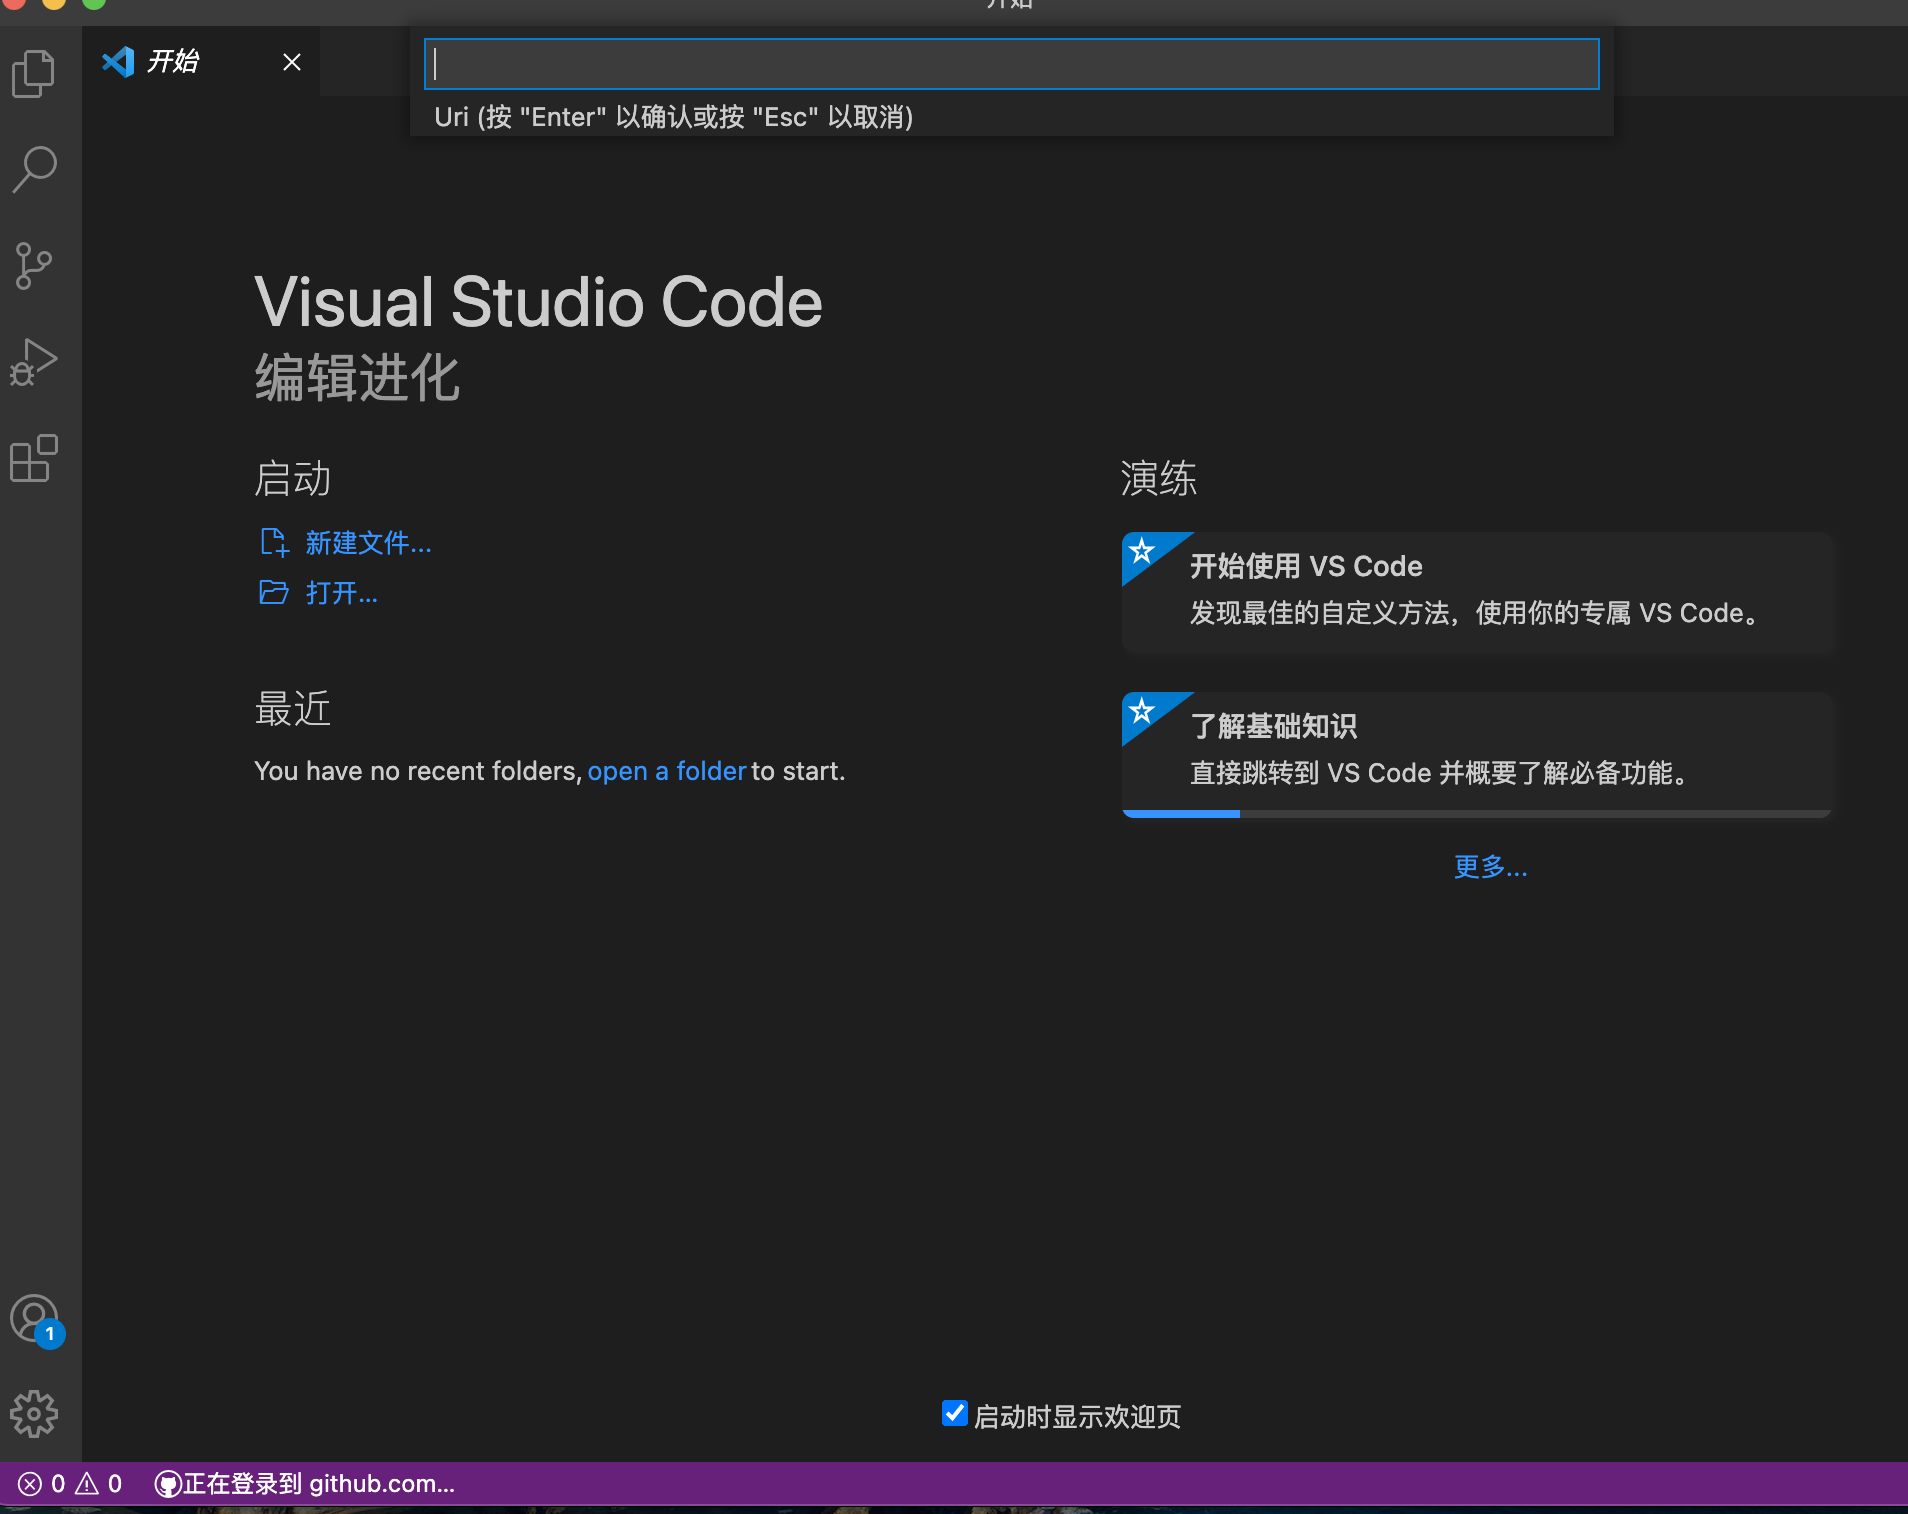 开始
开始
Uri (按 "Enter" 以确认或按 "Esc" 以取消)
Visual Studio Code
编辑进化
启动
新建文件...
打开...
最近
You have no recent folders, open a folder to start.
演练
开始使用 VS Code
发现最佳的自定义方法，使用你的专属 VS Code。
了解基础知识
直接跳转到 VS Code 并概要了解必备功能。
更多...
1
启动时显示欢迎页
0 0 正在登录到 github.com...